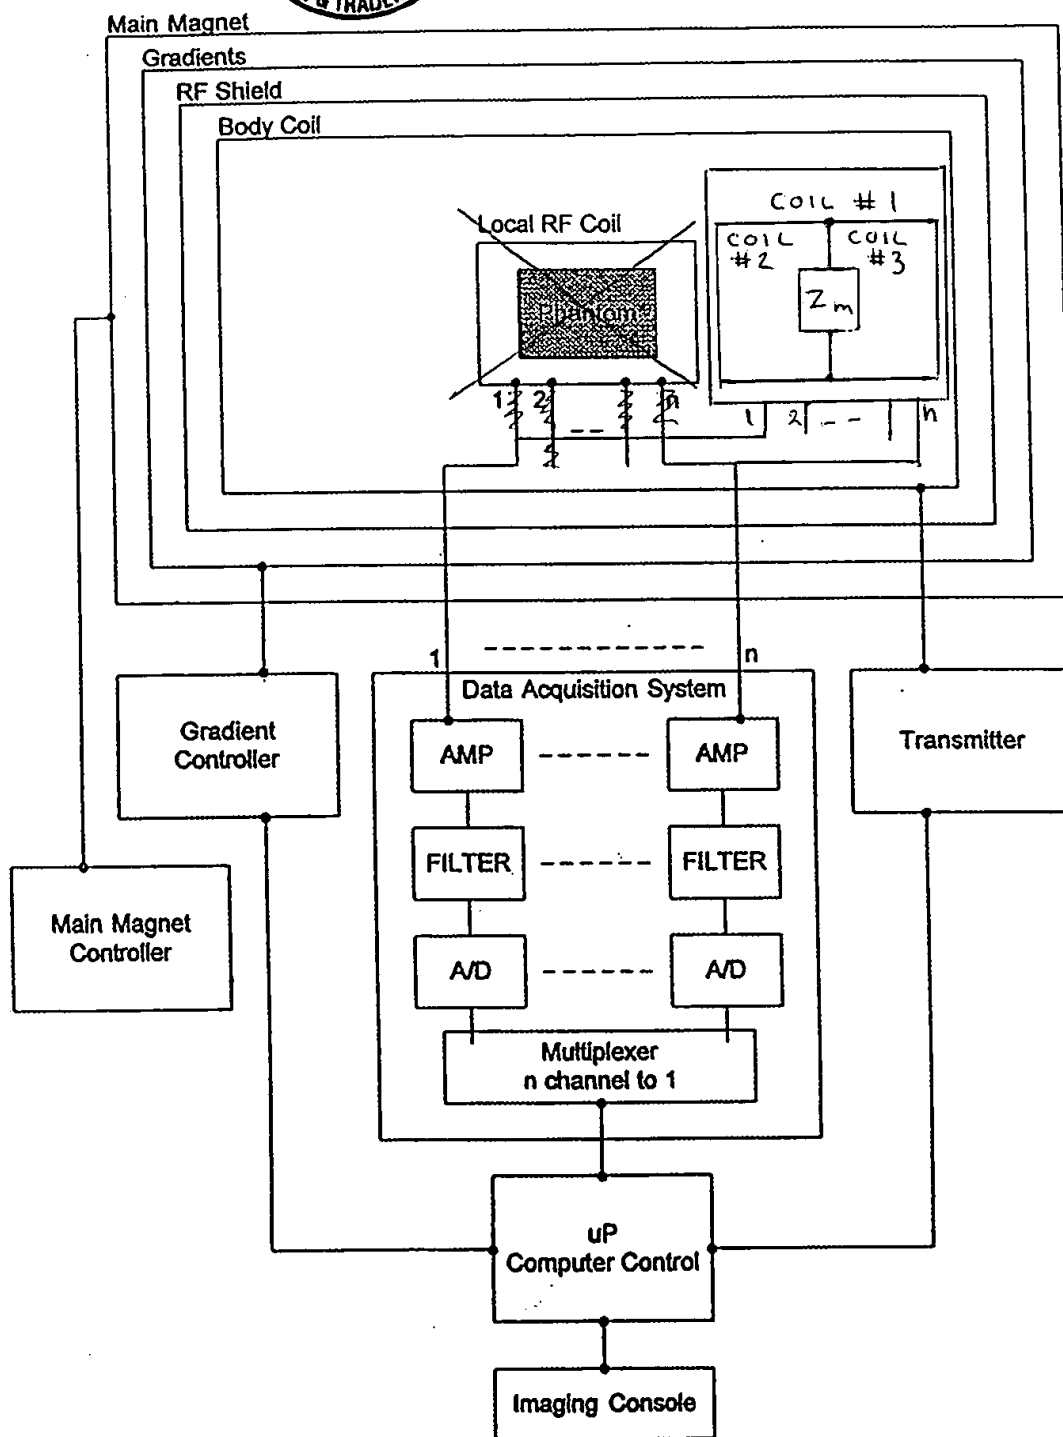 & TRADE
Main Magnet
Gradients
RF Shield
Body Coil
COIL # 1
Local RF Coil
COIL #2
COIL #3
Zm
Phantom
1 2 -- n
1 2 -- n
1 n
Data Acquisition System
Gradient
Controller
AMP AMP
Transmitter
FILTER FILTER
Main Magnet
Controller
A/D A/D
Multiplexer
n channel to 1
uP
Computer Control
Imaging Console